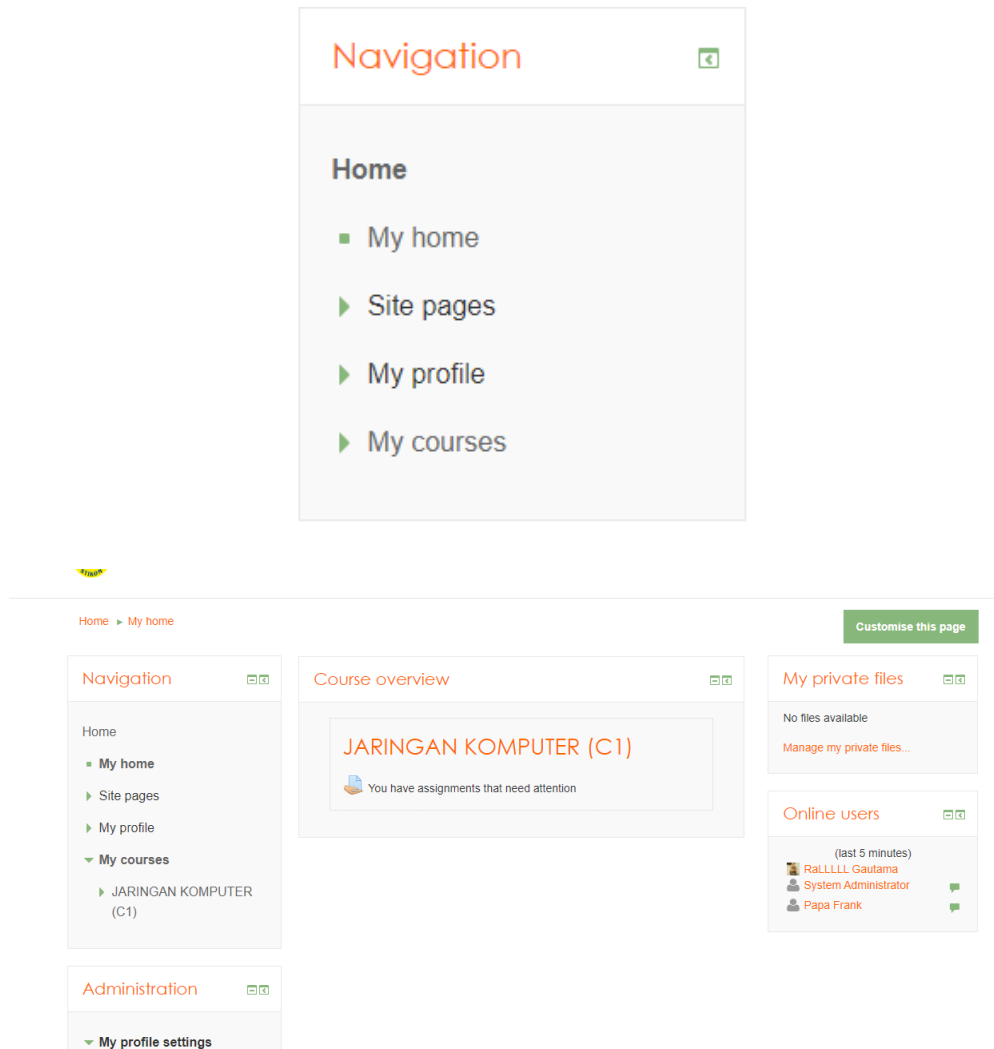 Navigation
Home
My home
Site pages
My profile
My courses
STIKOM
Home ▸ My home
Customise this page
Navigation
Home
My home
Site pages
My profile
My courses
JARINGAN KOMPUTER
(C1)
Administration
My profile settings
Course overview
JARINGAN KOMPUTER (C1)
You have assignments that need attention
My private files
No files available
Manage my private files...
Online users
(last 5 minutes)
RaLLLLL Gautama
System Administrator
Papa Frank